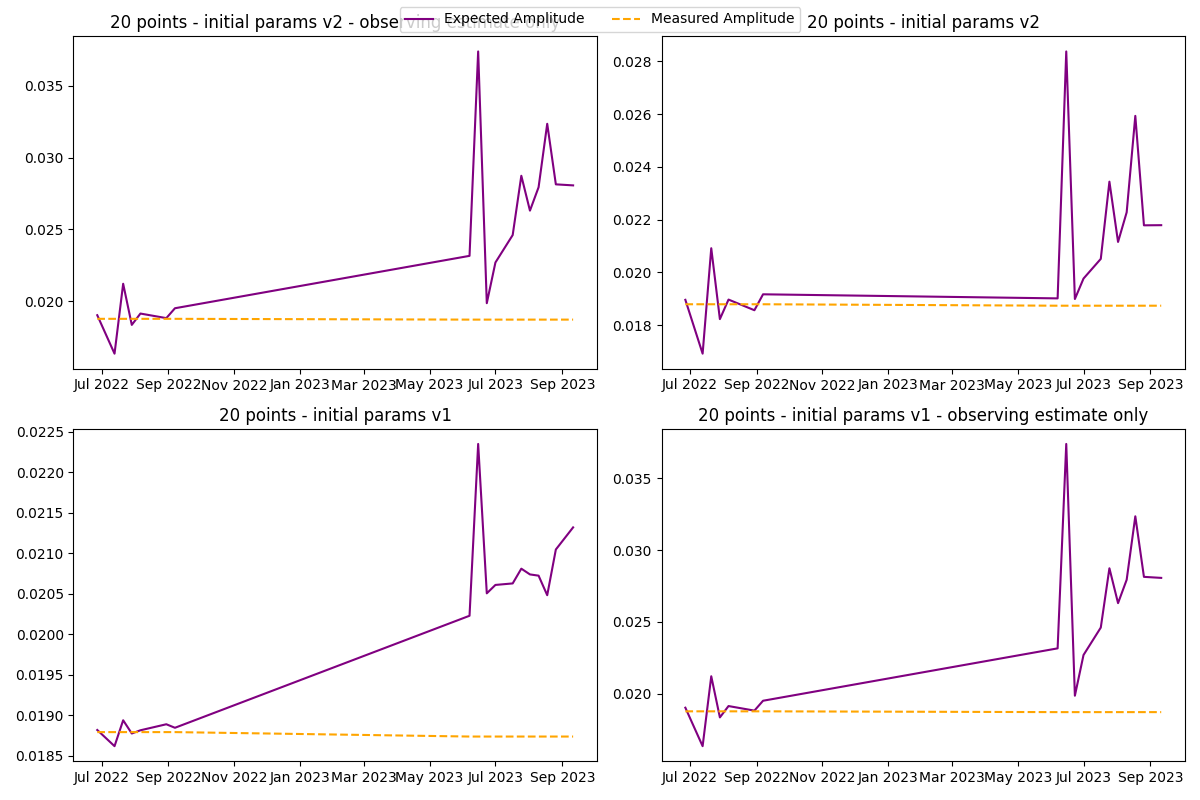 20 points - initial params v2 - observing estimate only
Expected Amplitude
Measured Amplitude
20 points - initial params v2
0.035
0.030
0.025
0.020
Jul 2022 Sep 2022 Nov 2022 Jan 2023 Mar 2023 May 2023 Jul 2023 Sep 2023
0.028
0.026
0.024
0.022
0.020
0.018
Jul 2022 Sep 2022 Nov 2022 Jan 2023 Mar 2023 May 2023 Jul 2023 Sep 2023
20 points - initial params v1
0.0225
0.0220
0.0215
0.0210
0.0205
0.0200
0.0195
0.0190
0.0185
Jul 2022 Sep 2022 Nov 2022 Jan 2023 Mar 2023 May 2023 Jul 2023 Sep 2023
20 points - initial params v1 - observing estimate only
0.035
0.030
0.025
0.020
Jul 2022 Sep 2022 Nov 2022 Jan 2023 Mar 2023 May 2023 Jul 2023 Sep 2023